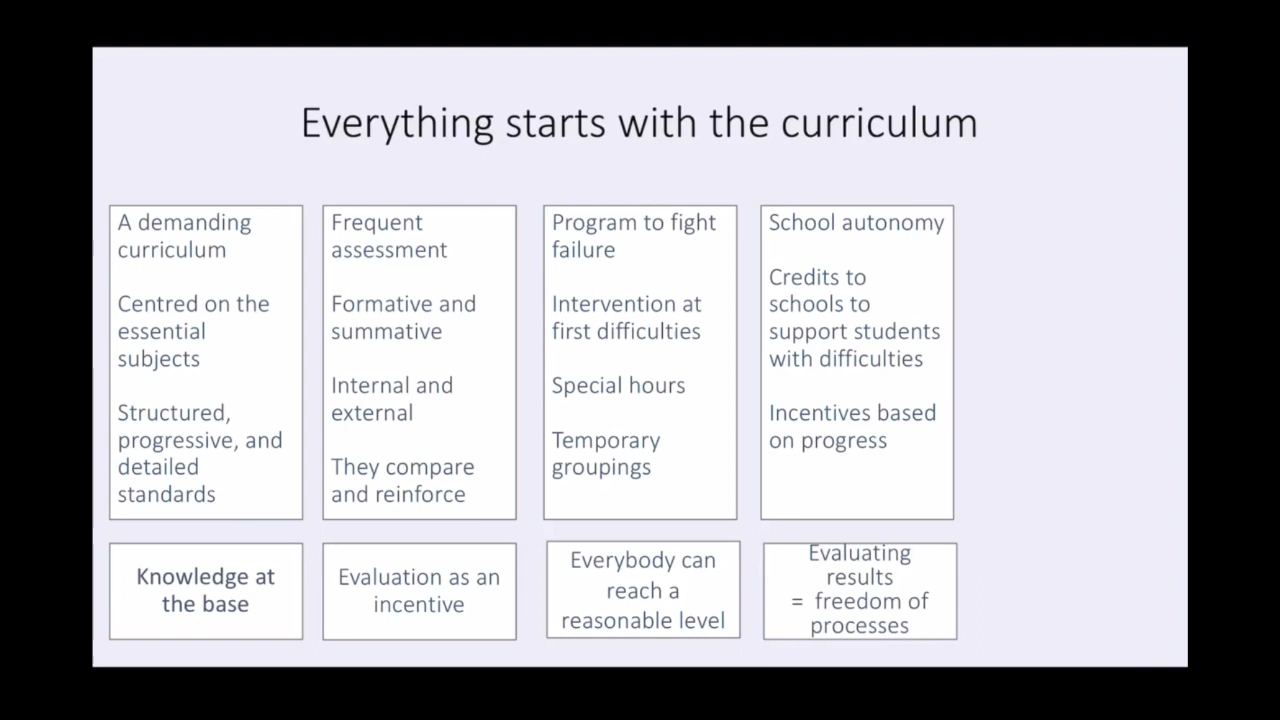 Everything starts with the curriculum
A demanding
curriculum
Centred on the
essential
subjects
Structured,
progressive, and
detailed
standards
Frequent
assessment
Formative and
summative
Internal and
external
They compare
and reinforce
Program to fight
failure
Intervention at
first difficulties
Special hours
Temporary
groupings
School autonomy
Credits to
schools to
support students
with difficulties
Incentives based
on progress
Knowledge at
the base
Evaluation as an
incentive
Everybody can
reach a
reasonable level
Evaluating
results
= freedom of
processes